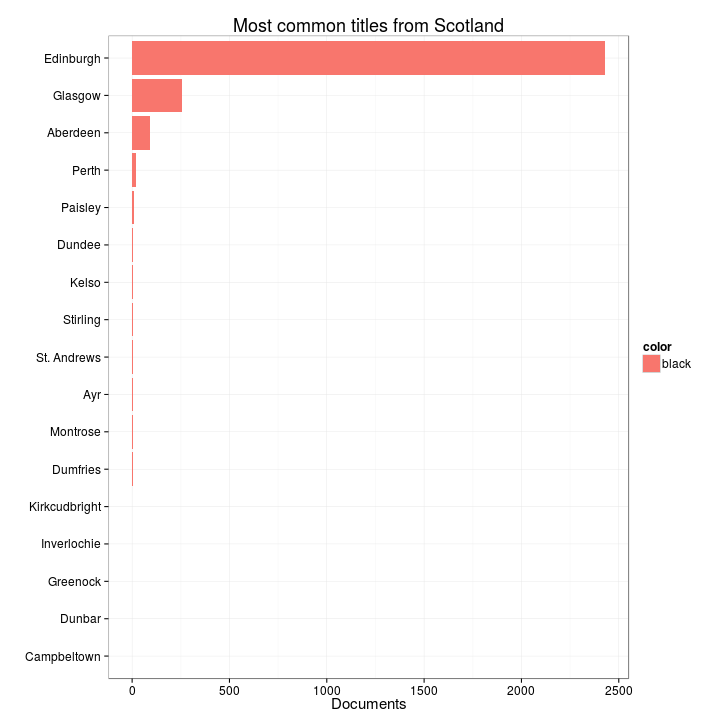 Most common titles from Scotland
Edinburgh
Glasgow
Aberdeen
Perth
Paisley
Dundee
Kelso
Stirling
St. Andrews
Ayr
Montrose
Dumfries
Kirkcudbright
Inverlochie
Greenock
Dunbar
Campbeltown
color
black
0 500 1000 1500 2000 2500
Documents